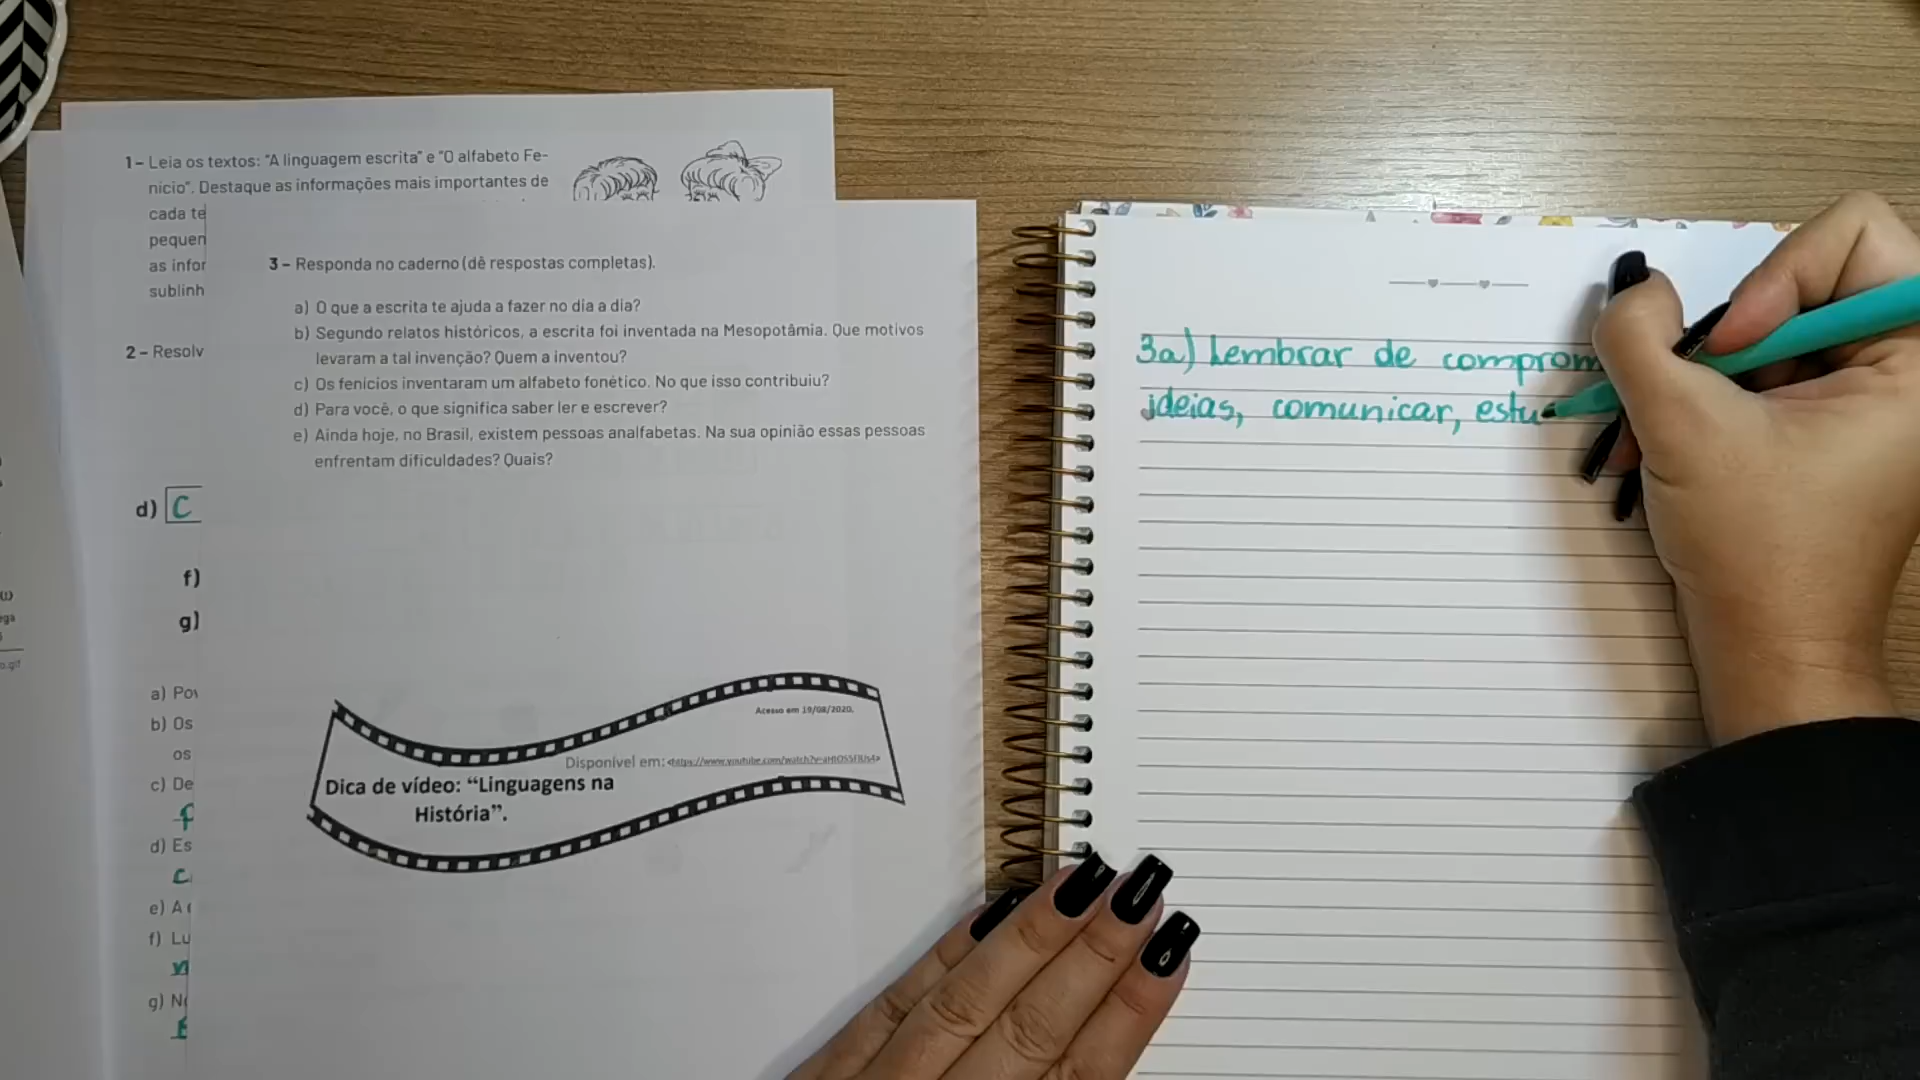 1 – Leia os textos: "A linguagem escrita" e "O alfabeto Fe-
nício". Destaque as informações mais importantes de
cada te
pequen
as infor
sublinh
2 – Resolv
d) C
f)
g)
a) Pov
b) Os
os
c) De
f
d) Es
c
e) A
f) Lu
g) N
3 – Responda no caderno (dê respostas completas).
a) O que a escrita te ajuda a fazer no dia a dia?
b) Segundo relatos históricos, a escrita foi inventada na Mesopotâmia. Que motivos
levaram a tal invenção? Quem a inventou?
c) Os fenícios inventaram um alfabeto fonético. No que isso contribuiu?
d) Para você, o que significa saber ler e escrever?
e) Ainda hoje, no Brasil, existem pessoas analfabetas. Na sua opinião essas pessoas
enfrentam dificuldades? Quais?
Acesso em 19/08/2020.
Disponível em:
Dica de vídeo: “Linguagens na
História”.
3a) Lembrar de comprom
ideias, comunicar, estu